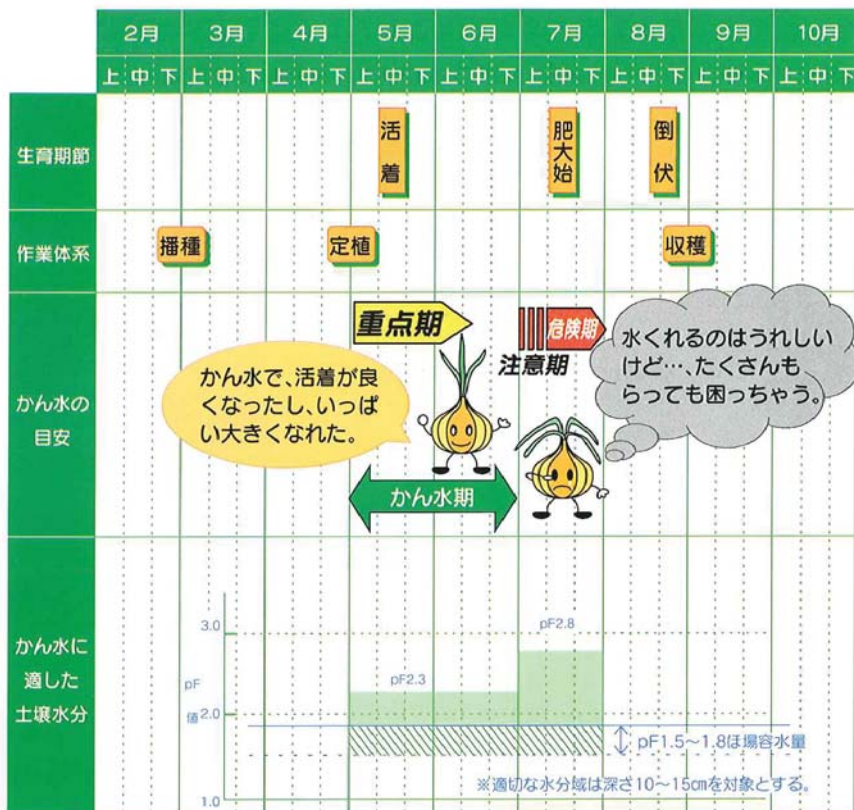 2月 3月 4月 5月 6月 7月 8月 9月 10月
上 中 下 上 中 下 上 中 下 上 中 下 上 中 下 上 中 下 上 中 下 上 中 下 上 中 下
生育期節
活着
肥大始
倒伏
作業体系
播種
定植
収穫
かん水の
目安
重点期
危険期
注意期
かん水で、活着が良
くなったし、いっぱ
い大きくなれた。
水くれるのはうれしい
けど…、たくさんも
らっても困っちゃう。
かん水期
かん水に
適した
土壌水分
pF
値
3.0
2.0
1.0
pF2.3
pF2.8
pF1.5～1.8ほ場容水量
※適切な水分域は深さ10～15㎝を対象とする。